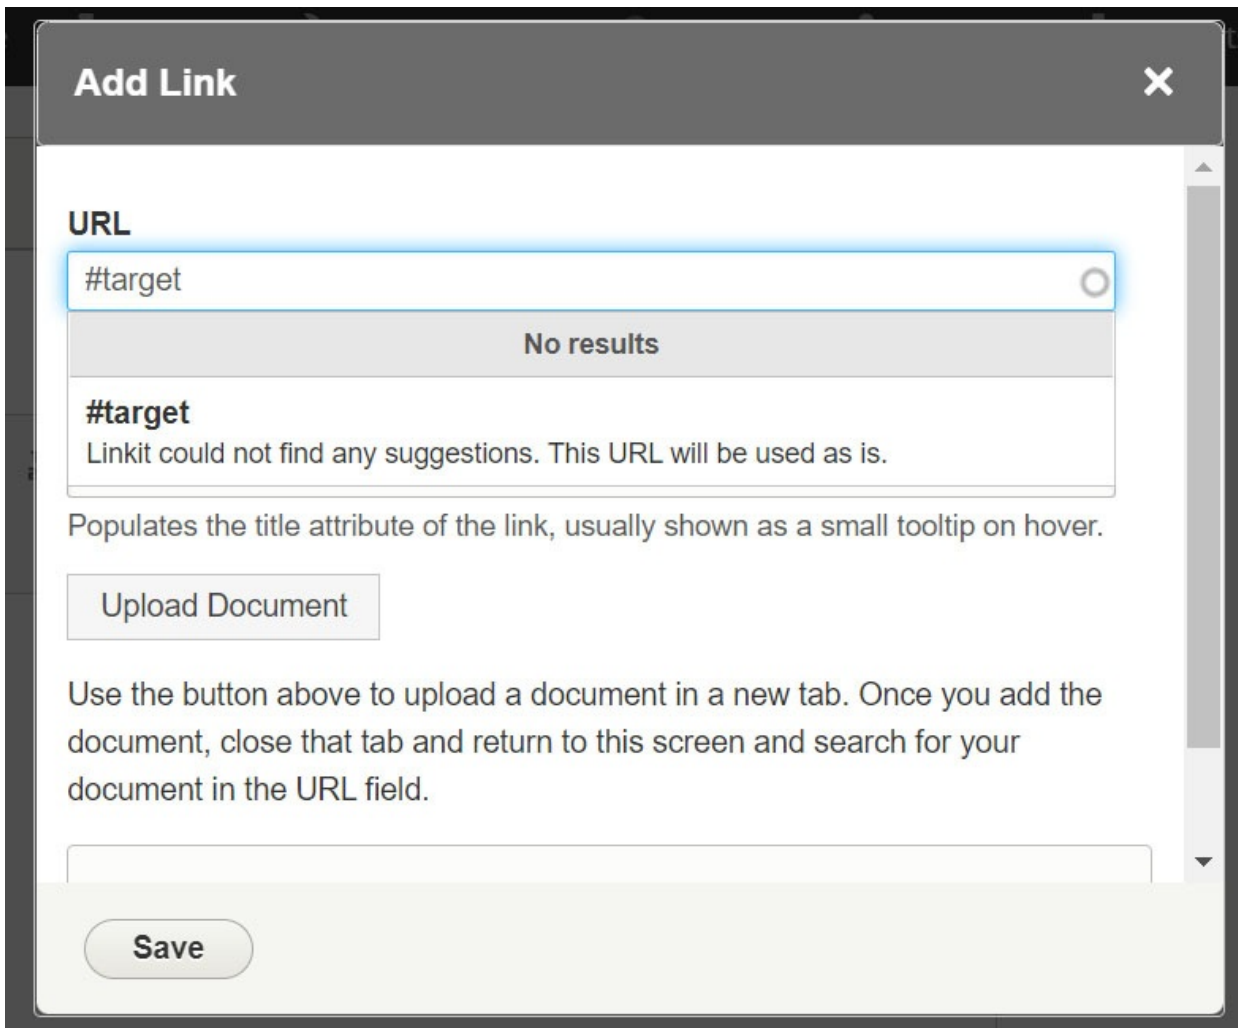 Add Link
URL
#target
No results
#target
Linkit could not find any suggestions. This URL will be used as is.
Populates the title attribute of the link, usually shown as a small tooltip on hover.
Upload Document
Use the button above to upload a document in a new tab. Once you add the
document, close that tab and return to this screen and search for your
document in the URL field.
Save